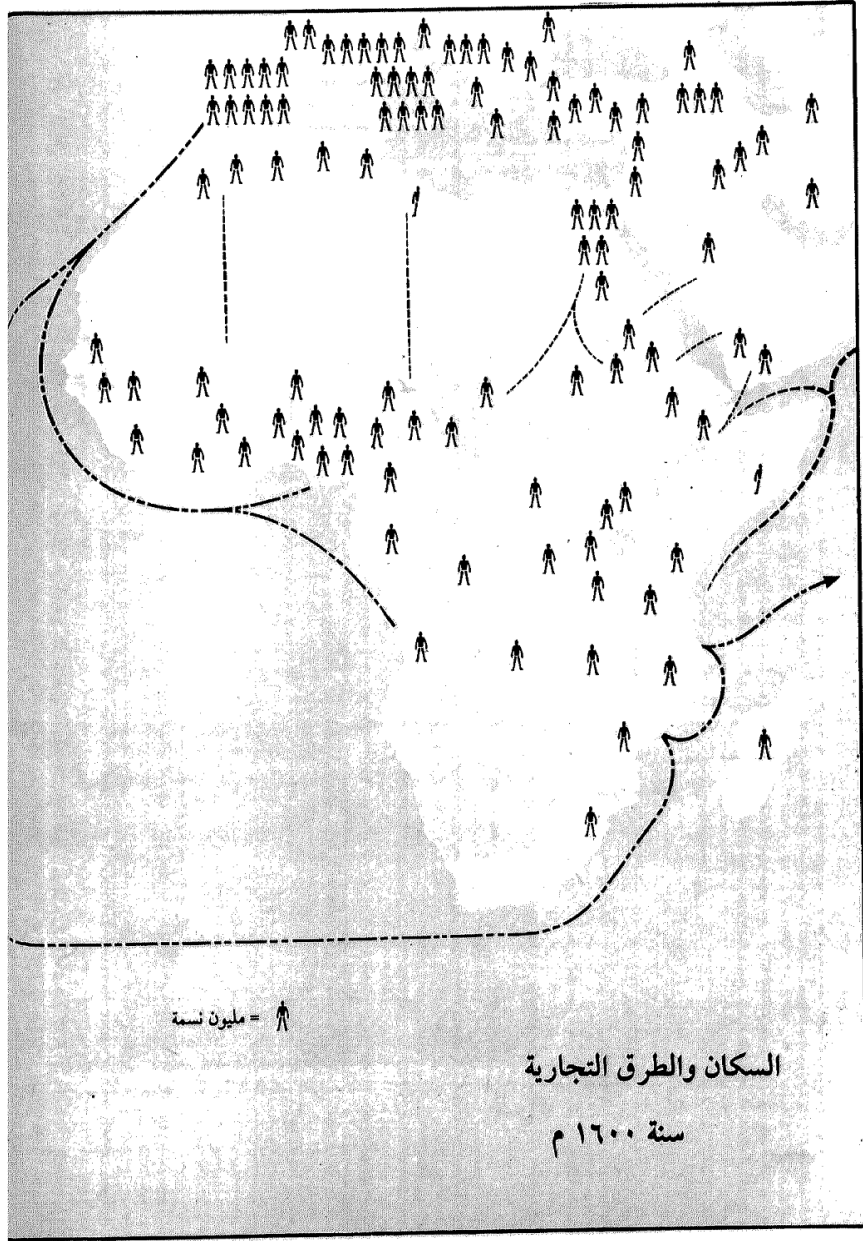 = مليون نسمة
السكان والطرق التجارية
سنة ١٦٠٠ م